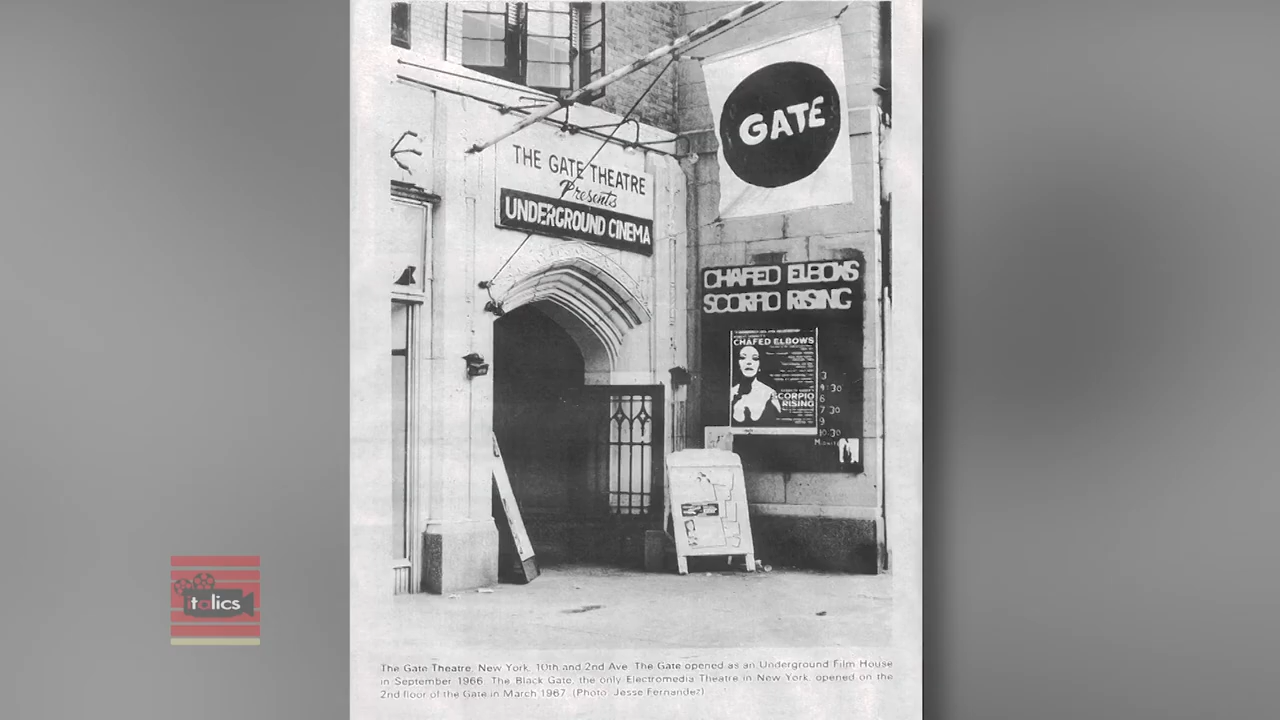 GATE
THE GATE THEATRE
Presents
UNDERGROUND CINEMA
CHAFED ELBOWS
SCORPIO RISING
CHAFED ELBOWS
SCORPIO
RISING
3
6
7 30
9
10.30
italics
The Gate Theatre, New York, 10th and 2nd Ave. The Gate opened as an Underground Film House
in September 1966. The Black Gate, the only Electromedia Theatre in New York, opened on the
2nd floor of the Gate in March 1967. (Photo: Jesse Fernandez)